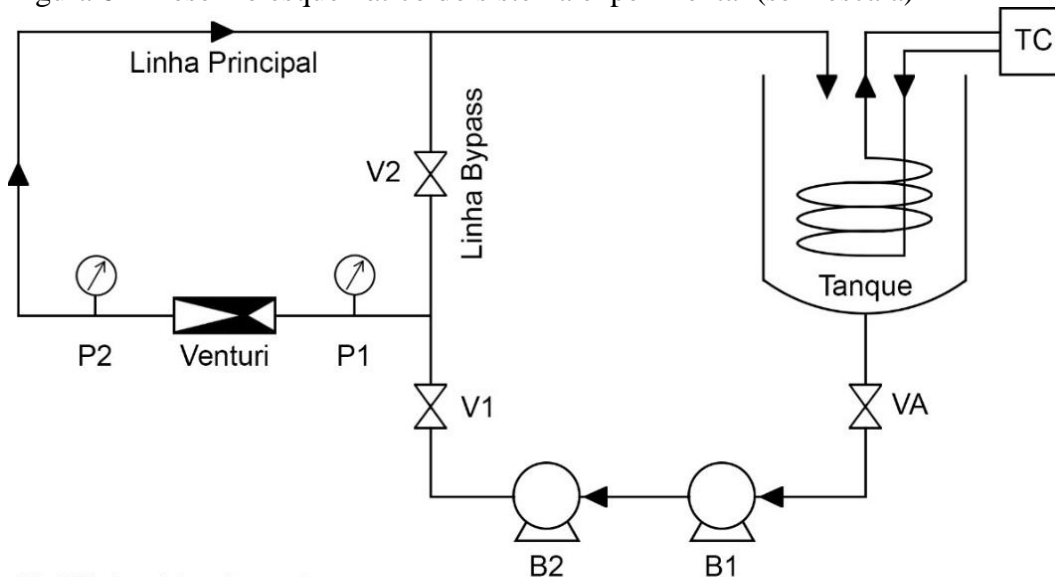 TC
Linha Principal
V2
Linha Bypass
Tanque
P2
Venturi
P1
V1
VA
B2
B1